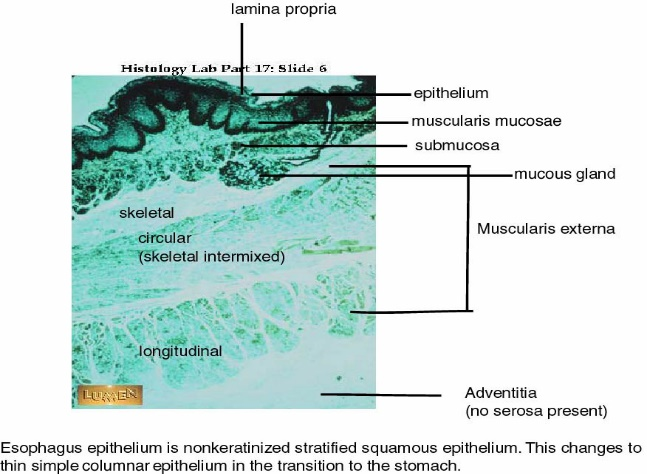 lamina propria
Histology Lab Part 17: Slide 6
epithelium
muscularis mucosae
submucosa
mucous gland
skeletal
Muscularis externa
circular
(skeletal intermixed)
longitudinal
LUMEN
Adventitia
(no serosa present)
Esophagus epithelium is nonkeratinized stratified squamous epithelium. This changes to
thin simple columnar epithelium in the transition to the stomach.